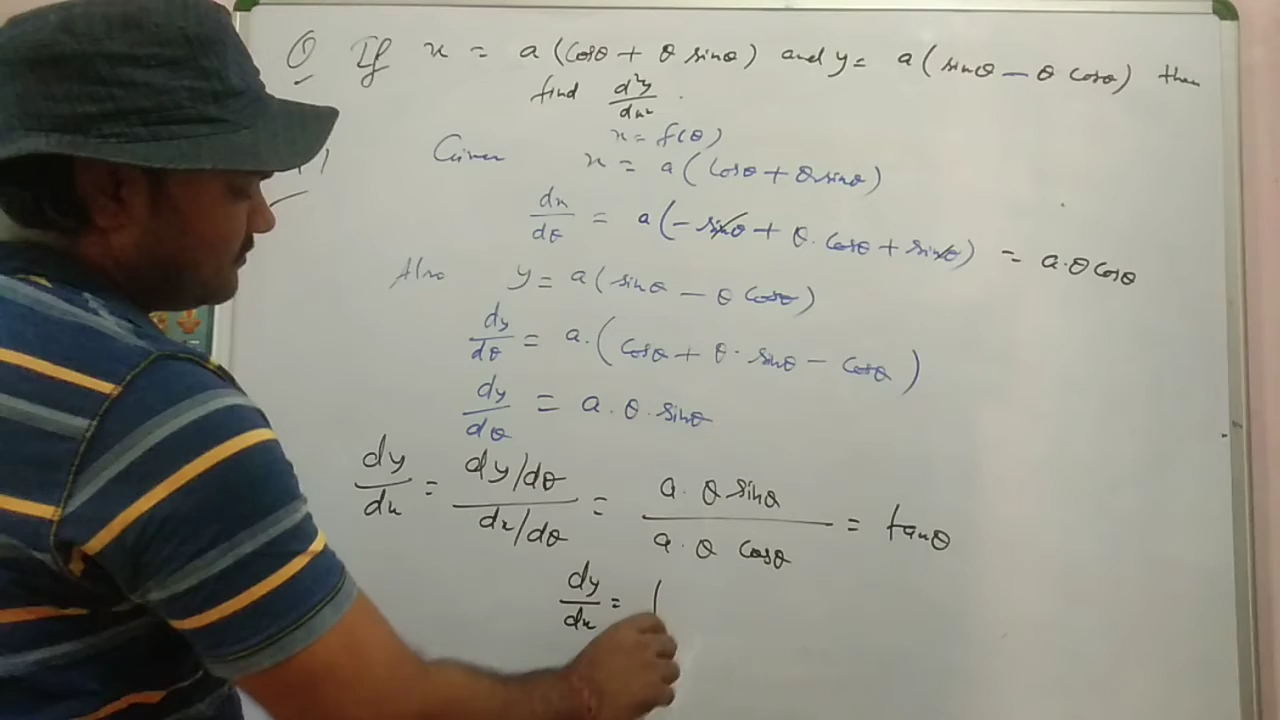 Q If x = a (cosθ + θ sinθ) and y = a (sinθ - θ cosθ) then
find d²y/dx² .
x = f(θ)
Given x = a (cosθ + θ sinθ)
dx/dθ = a (- sinθ + θ. cosθ + sinθ) = a.θ cosθ
Also y = a (sinθ - θ cosθ)
dy/dθ = a. (cosθ + θ. sinθ - cosθ)
dy/dθ = a. θ. sinθ
dy/dx = dy/dθ / dx/dθ = a. θ sinθ / a. θ cosθ = tanθ
dy/dx =